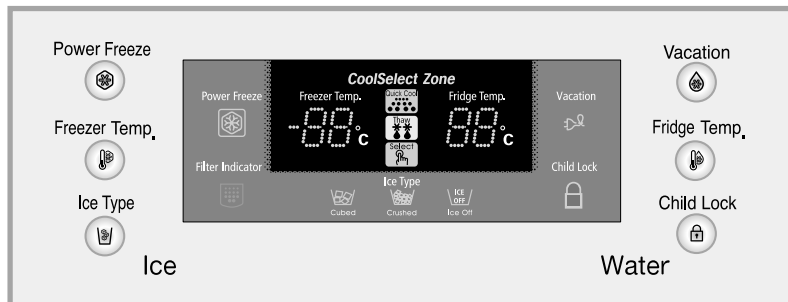 Power Freeze
Freezer Temp.
Ice Type
Ice
CoolSelect Zone
Power Freeze
Freezer Temp.
Quick Cool
Fridge Temp.
Vacation
-88°c
Thaw
88°c
Select
Filter Indicator
Ice Type
Child Lock
Cubed
Crushed
ICE
OFF
Ice Off
Vacation
Fridge Temp.
Child Lock
Water